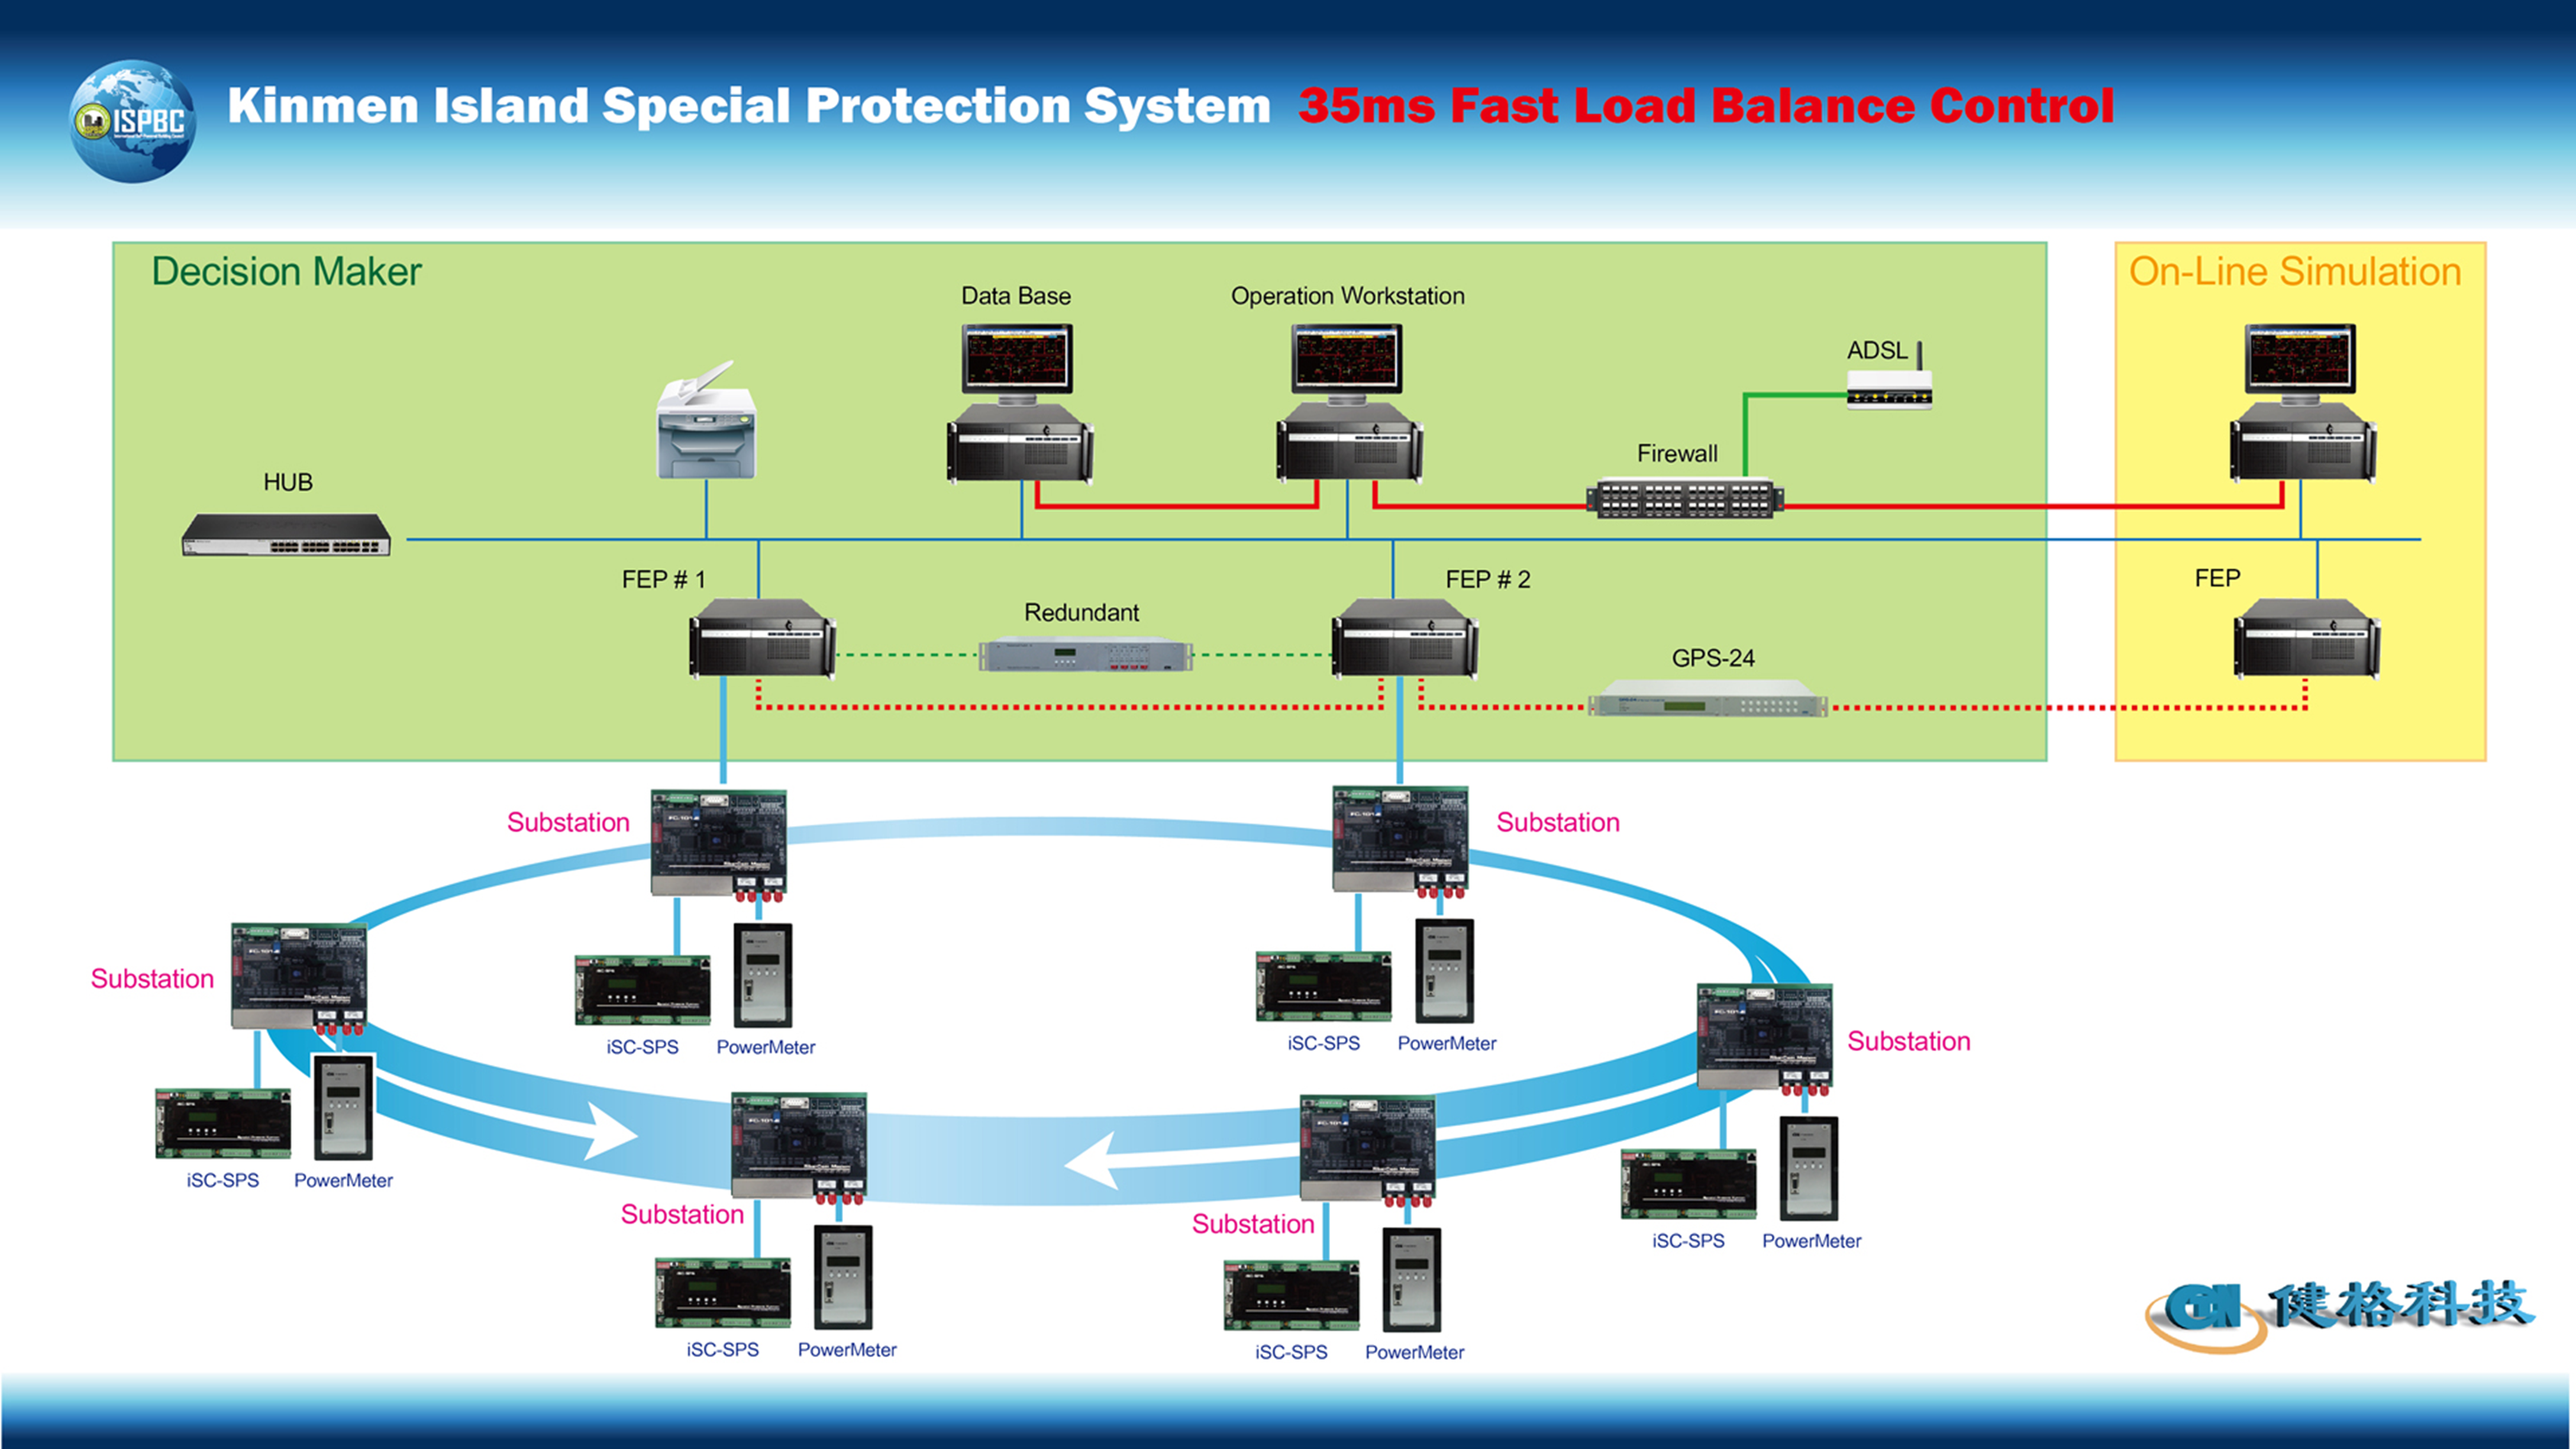 ISPBC
Kinmen Island Special Protection System 35ms Fast Load Balance Control
Decision Maker
On-Line Simulation
Data Base
Operation Workstation
ADSL
Firewall
HUB
FEP # 1
FEP # 2
FEP
Redundant
GPS-24
Substation
Substation
Substation
Substation
iSC-SPS
PowerMeter
iSC-SPS
PowerMeter
iSC-SPS
PowerMeter
Substation
Substation
iSC-SPS
PowerMeter
iSC-SPS
PowerMeter
iSC-SPS
PowerMeter
健格科技